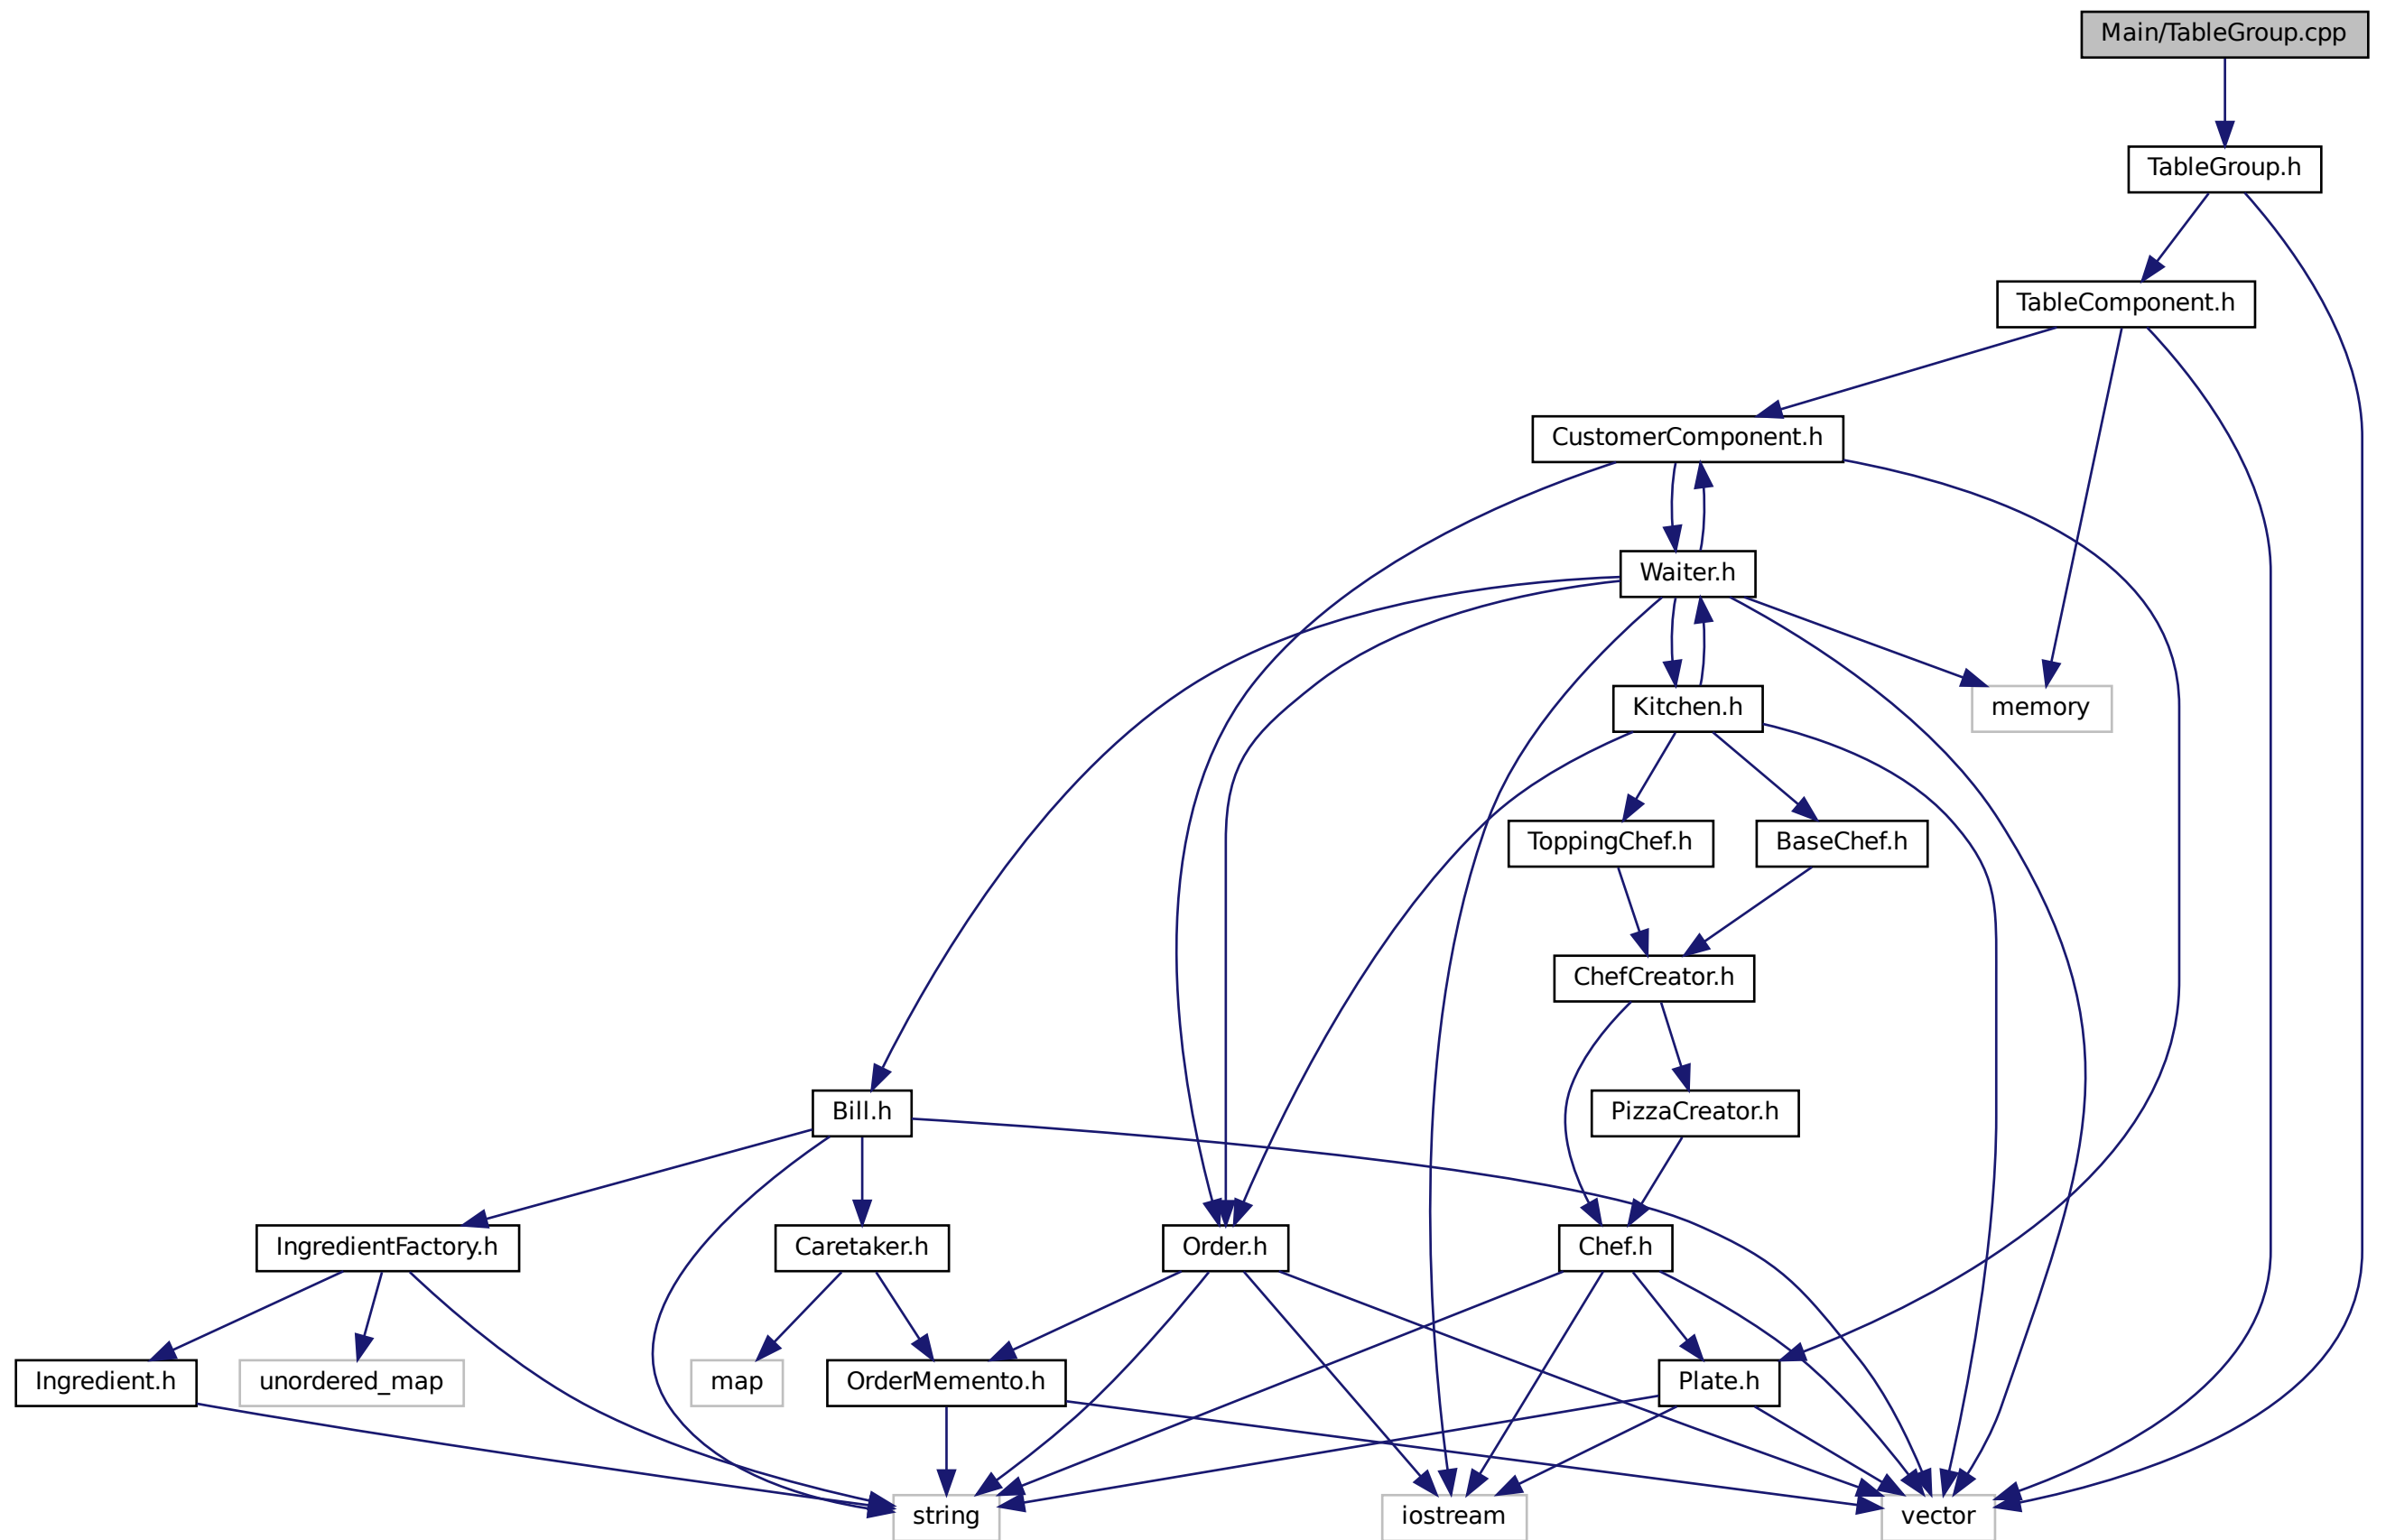 Main/TableGroup.cpp
TableGroup.h
TableComponent.h
CustomerComponent.h
Waiter.h
Kitchen.h
memory
ToppingChef.h
BaseChef.h
ChefCreator.h
Bill.h
PizzaCreator.h
IngredientFactory.h
Caretaker.h
Order.h
Chef.h
Ingredient.h
unordered_map
map
OrderMemento.h
Plate.h
string
iostream
vector